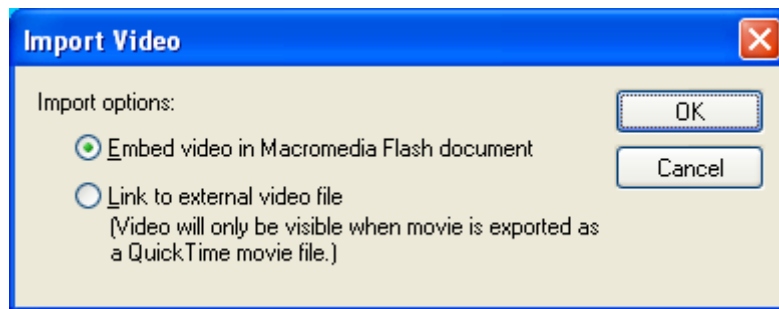 Import Video
Import options:
OK
Embed video in Macromedia Flash document
Cancel
Link to external video file
(Video will only be visible when movie is exported as
a QuickTime movie file.)